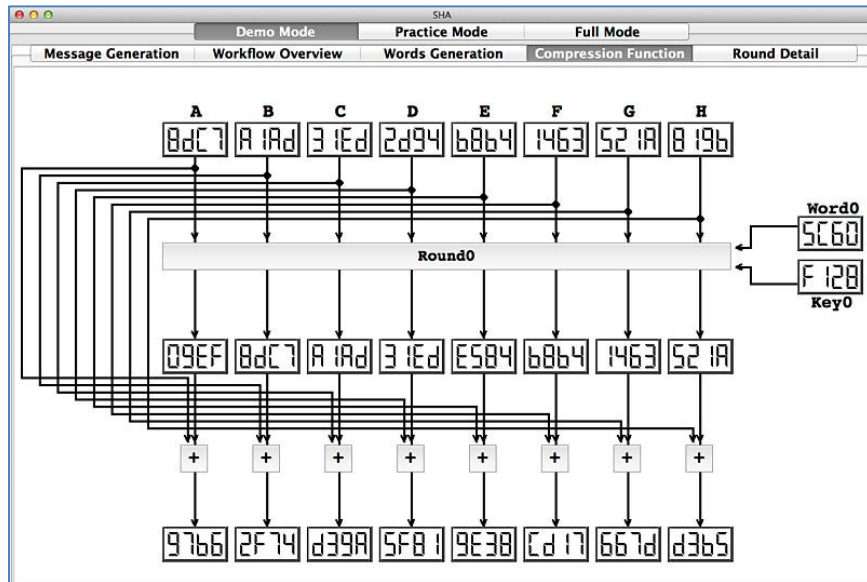 SHA
Demo Mode Practice Mode Full Mode
Message Generation Workflow Overview Words Generation Compression Function Round Detail
A B C D E F G H
8dC7 A1Ad 31Ed 2d94 b8b4 1463 521A 819b
Word0
5C60
Round0
F128
Key0
09EF 8dC7 A1Ad 31Ed E584 b8b4 1463 521A
+ + + + + + + +
97b6 2F74 d39A 5F81 9E38 Cd17 667d d3b5